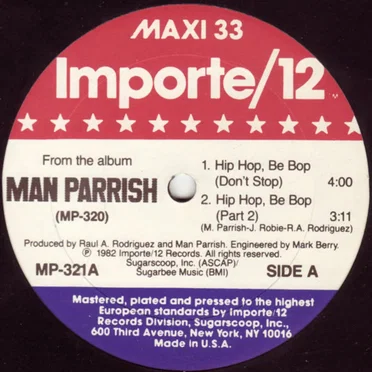 MAXI 33
Importe/12
From the album
MAN PARRISH
(MP-320)
1. Hip Hop, Be Bop
(Don't Stop) 4:00
2. Hip Hop, Be Bop
(Part 2) 3:11
(M. Parrish-J. Robie-R.A. Rodriguez)
Produced by Raul A. Rodriguez and Man Parrish. Engineered by Mark Berry.
℗ 1982 Importe/12 Records. All rights reserved.
Sugarscoop, Inc. (ASCAP)/
Sugarbee Music (BMI)
MP-321A SIDE A
Mastered, plated and pressed to the highest
European standards by Importe/12
Records Division, Sugarscoop, Inc.,
600 Third Avenue, New York, NY 10016
Made in U.S.A.